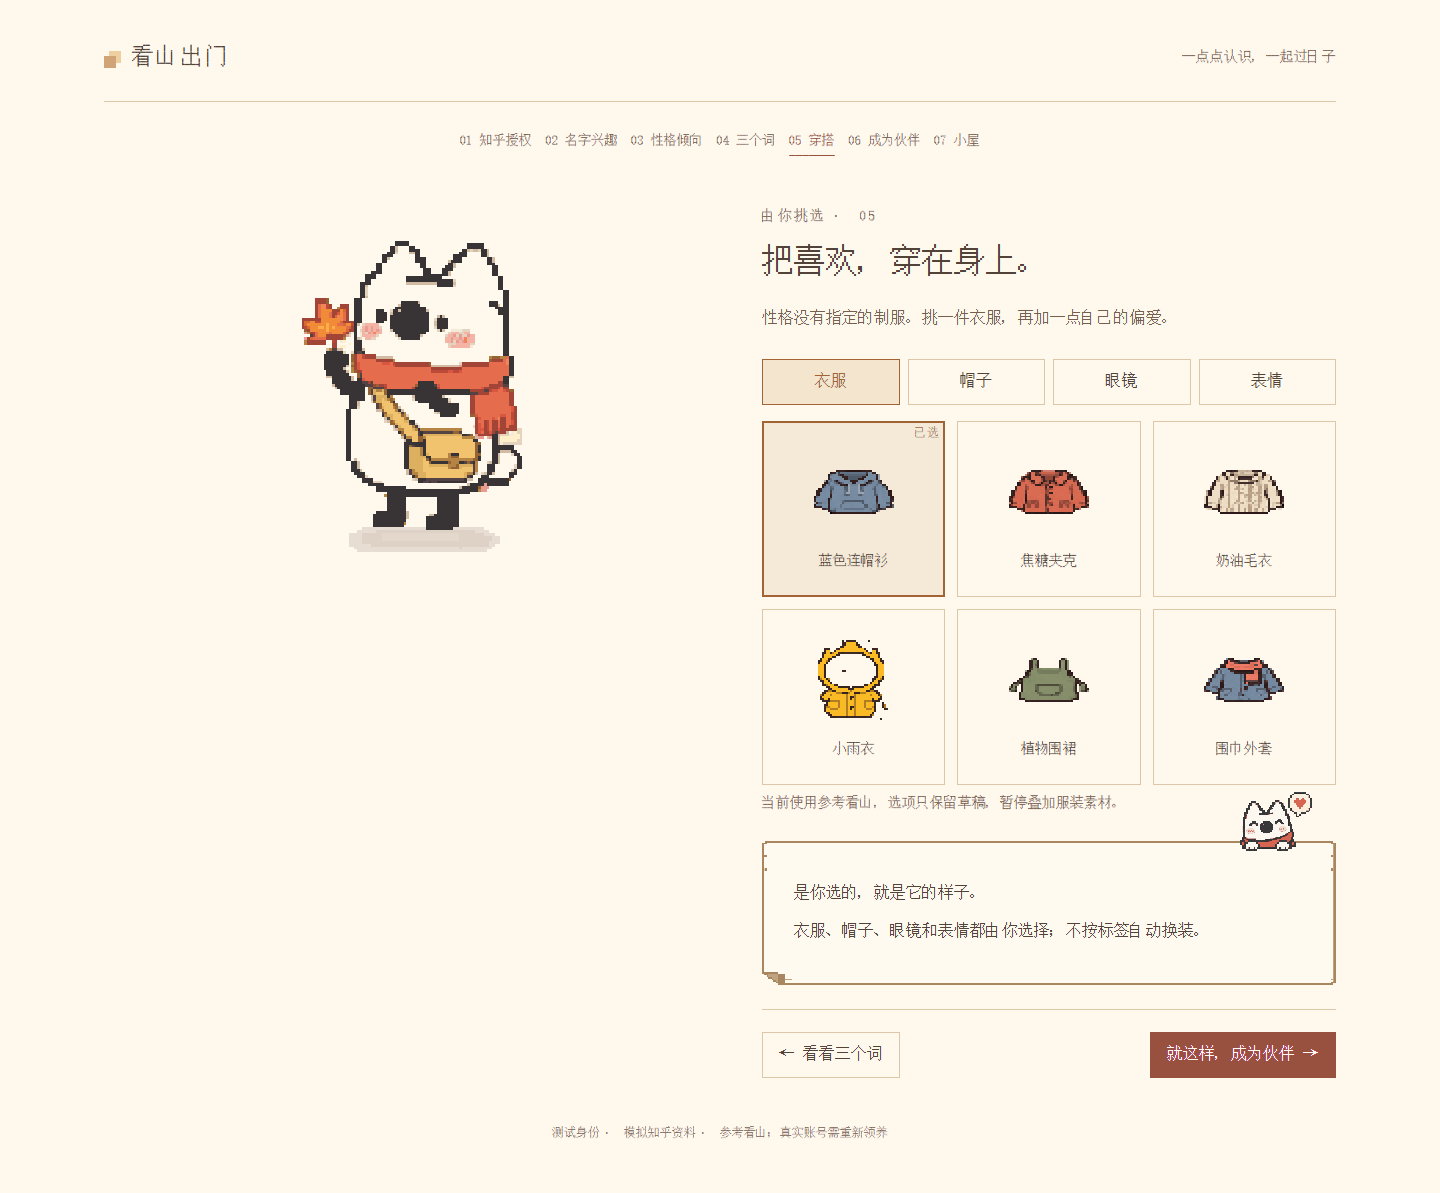 看山出门
一点点认识，一起过日子
01 知乎授权 02 名字兴趣 03 性格倾向 04 三个词 05 穿搭 06 成为伙伴 07 小屋
由你挑选 · 05
把喜欢，穿在身上。
性格没有指定的制服。挑一件衣服，再加一点自己的偏爱。
衣服 帽子 眼镜 表情
已选
蓝色连帽衫 焦糖夹克 奶油毛衣
小雨衣 植物围裙 围巾外套
当前使用参考看山，选项只保留草稿，暂停叠加服装素材。
是你选的，就是它的样子。
衣服、帽子、眼镜和表情都由你选择；不按标签自动换装。
← 看看三个词 就这样，成为伙伴 →
测试身份 · 模拟知乎资料 · 参考看山；真实账号需重新领养